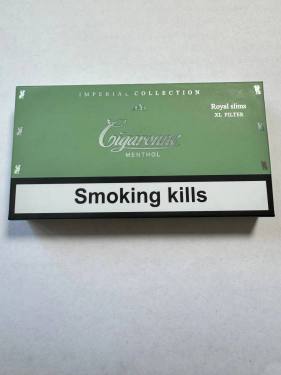 IMPERIAL COLLECTION
Royal slims
XL FILTER
Cigaronne
MENTHOL
Smoking kills